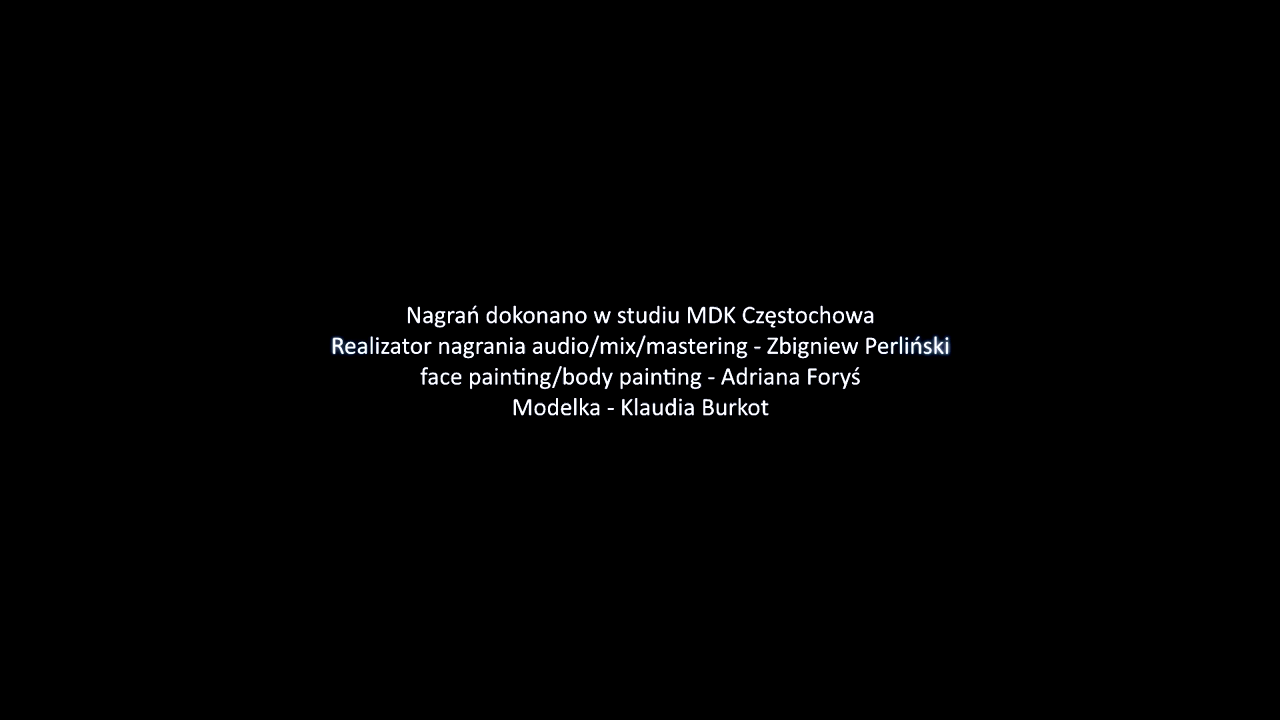 Nagrań dokonano w studiu MDK Częstochowa
Realizator nagrania audio/mix/mastering - Zbigniew Perliński
face painting/body painting - Adriana Foryś
Modelka - Klaudia Burkot